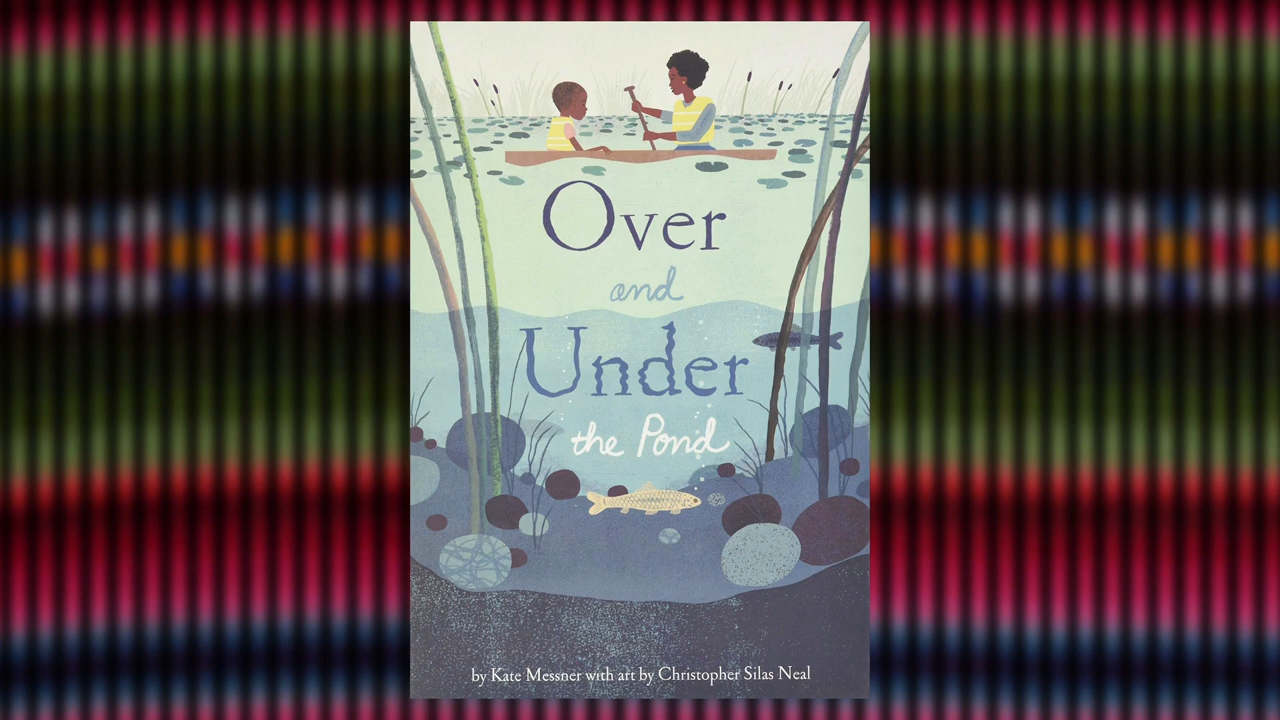 Over
and
Under
the Pond
by Kate Messner with art by Christopher Silas Neal